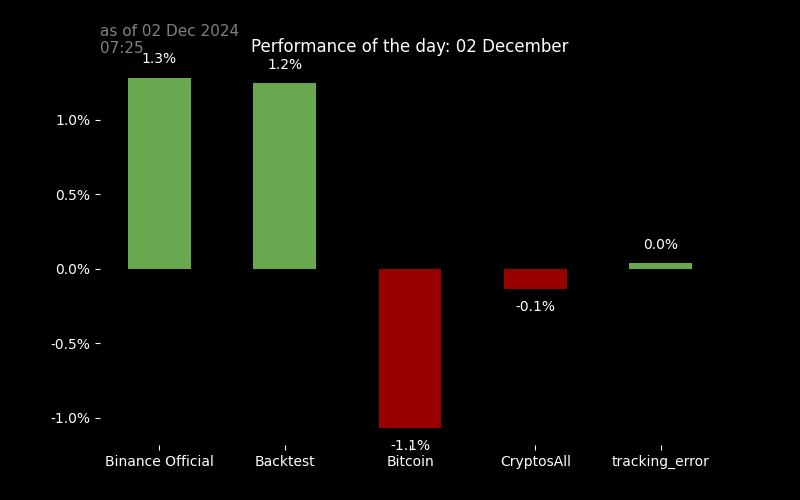 as of 02 Dec 2024
07:25
Performance of the day: 02 December
1.3%
1.2%
1.0%
0.5%
0.0%
0.0%
-0.1%
-0.5%
-1.0%
-1.1%
Binance Official
Backtest
Bitcoin
CryptosAll
tracking_error